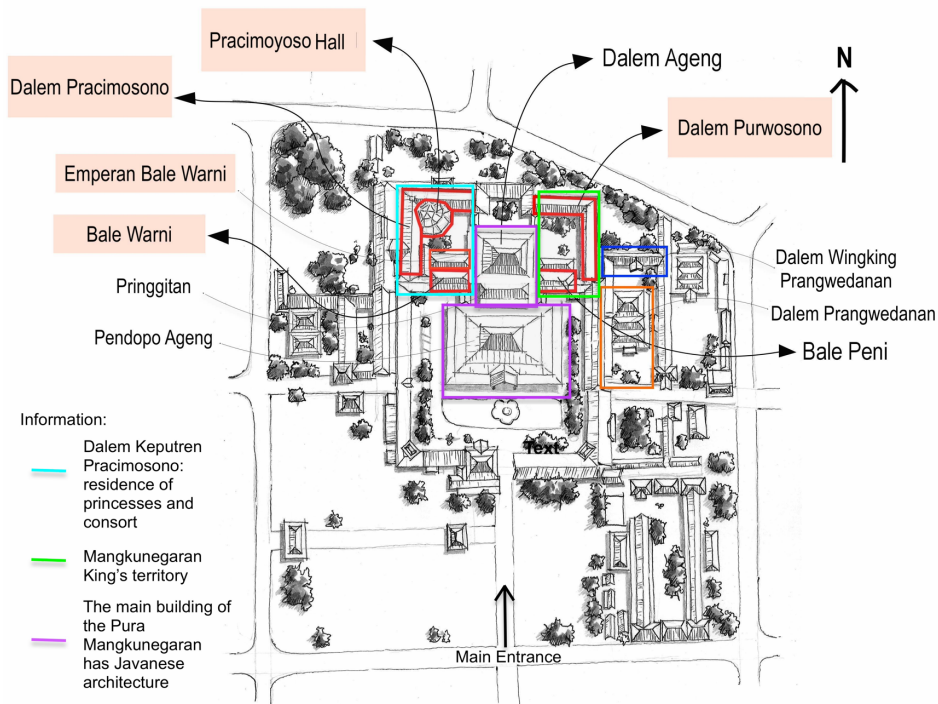 Pracimoyoso Hall
Dalem Ageng
N
Dalem Pracimosono
Dalem Purwosono
Emperan Bale Warni
Bale Warni
Dalem Wingking
Prangwedanan
Pringgitan
Dalem Prangwedanan
Pendopo Ageng
Bale Peni
Information:
Dalem Keputren
Pracimosono:
residence of
princesses and
consort
Text
Mangkunegaran
King's territory
The main building of
the Pura
Mangkunegaran
has Javanese
architecture
Main Entrance